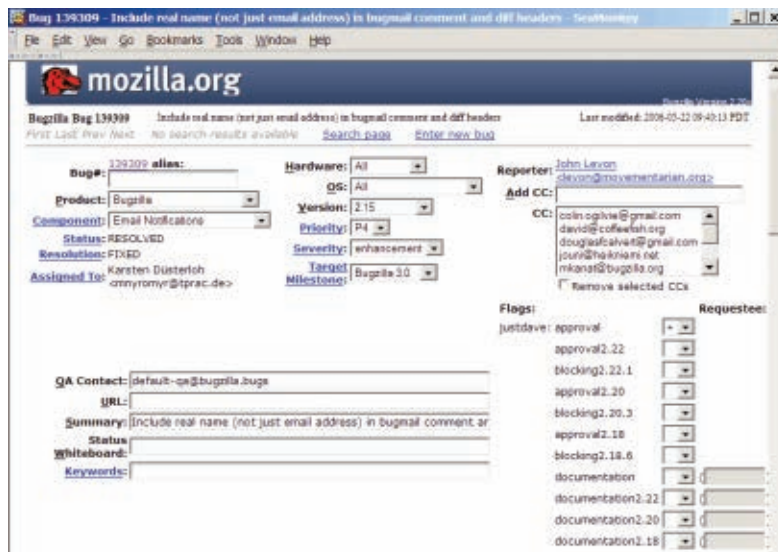 Bug 139309 - Include real name (not just email address) in bugmail comment and diff headers - SeaMonkey
File Edit View Go Bookmarks Tools Window Help
mozilla.org
Bugzilla Version 2.20
Bugzilla Bug 139309 Include real name (not just email address) in bugmail comment and diff headers Last modified: 2006-05-22 09:40:13 PDT
First Last Prev Next No search results available Search page Enter new bug
Bug#: 139309 alias:
Product: Bugzilla
Component: Email Notifications
Status: RESOLVED
Resolution: FIXED
Assigned To: Karsten Düsterloh
<mnyromyr@tprac.de>
Hardware: All
OS: All
Version: 2.15
Priority: P4
Severity: enhancement
Target Milestone: Bugzilla 3.0
Reporter: John Levon
<levon@movementarian.org>
Add CC:
CC: colin.ogilvie@gmail.com
david@coffeefish.org
douglasfcalvert@gmail.com
jouni@heikniemi.net
mkanat@bugzilla.org
Remove selected CCs
Flags: Requestee:
justdave: approval +
approval2.22
blocking2.22.1
approval2.20
blocking2.20.3
approval2.18
blocking2.18.6
documentation (
documentation2.22 (
documentation2.20 (
documentation2.18 (
QA Contact: default-qa@bugzilla.bugs
URL:
Summary: Include real name (not just email address) in bugmail comment ar
Status Whiteboard:
Keywords: